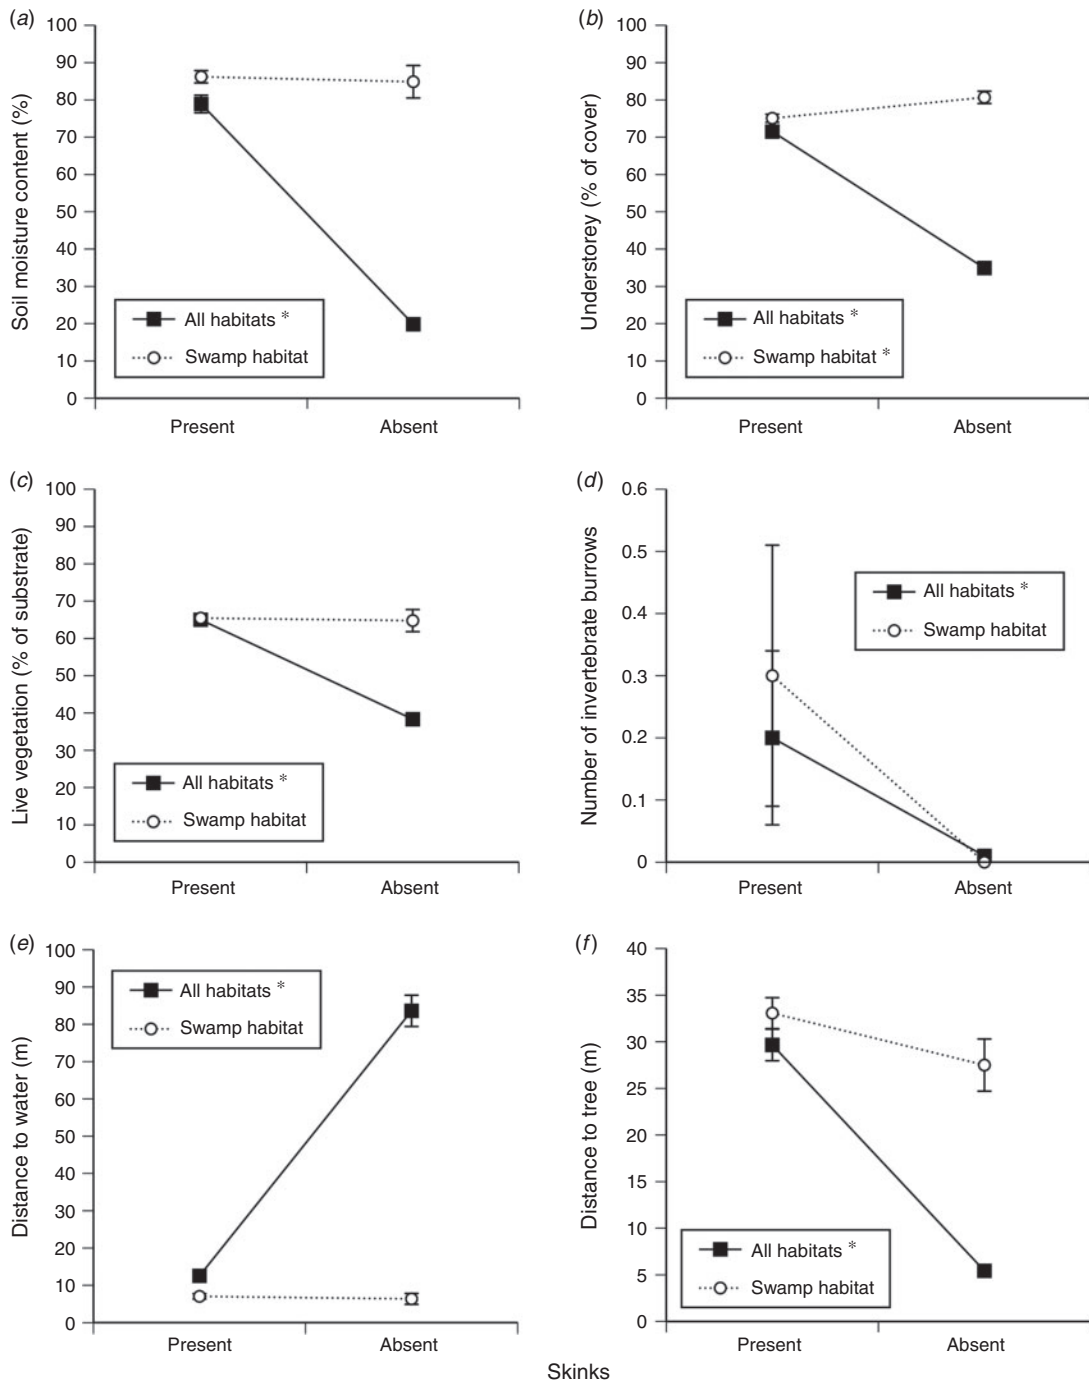 (a)
Soil moisture content (%)
100
90
80
70
60
50
40
30
20
10
0
All habitats *
Swamp habitat
Present
Absent
(b)
Understorey (% of cover)
100
90
80
70
60
50
40
30
20
10
0
All habitats *
Swamp habitat *
Present
Absent
(c)
Live vegetation (% of substrate)
100
90
80
70
60
50
40
30
20
10
0
All habitats *
Swamp habitat
Present
Absent
(d)
Number of invertebrate burrows
0.6
0.5
0.4
0.3
0.2
0.1
0
All habitats *
Swamp habitat
Present
Absent
(e)
Distance to water (m)
100
90
80
70
60
50
40
30
20
10
0
All habitats *
Swamp habitat
Present
Absent
(f)
Distance to tree (m)
40
35
30
25
20
15
10
5
0
All habitats *
Swamp habitat
Present
Absent
Skinks